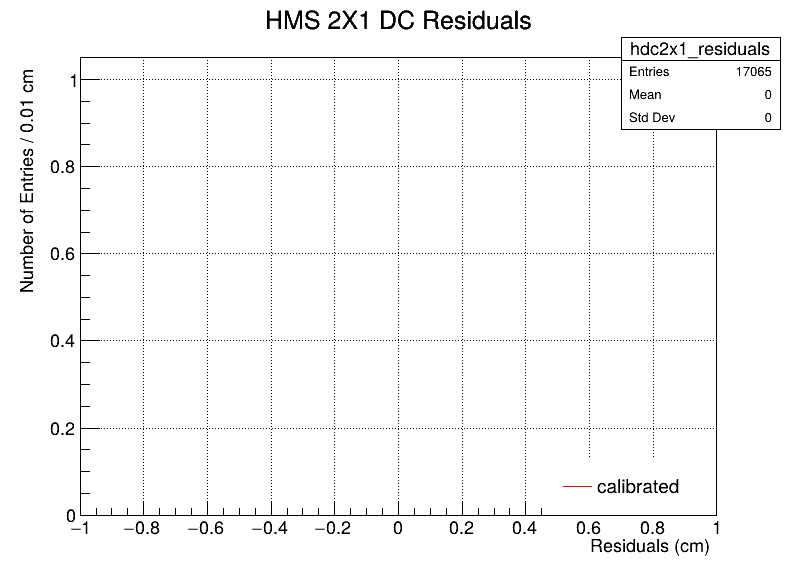 HMS 2X1 DC Residuals
hdc2x1_residuals
Entries 17065
Mean 0
Std Dev 0
Number of Entries / 0.01 cm
1
0.8
0.6
0.4
0.2
0
calibrated
−1 −0.8 −0.6 −0.4 −0.2 0 0.2 0.4 0.6 0.8 1
Residuals (cm)